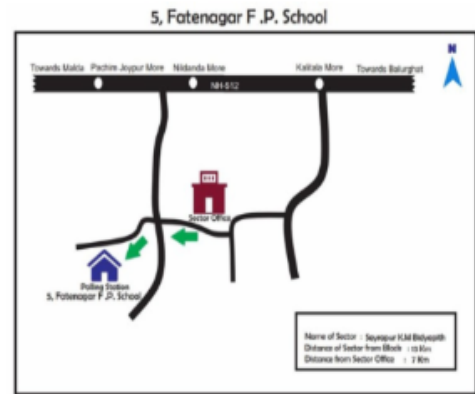 5, Fatenagar F .P. School
N
Towards Malda Pachim Joypur More Nildanda More Kalitala More Towards Balurghat
NH-512
Sector Office
Polling Station
5, Fatenagar F .P. School
Name of Sector : Sayrapur K.M Bidyapith
Distance of Sector from Block : 13 Km
Distance from Sector Office : 7 Km